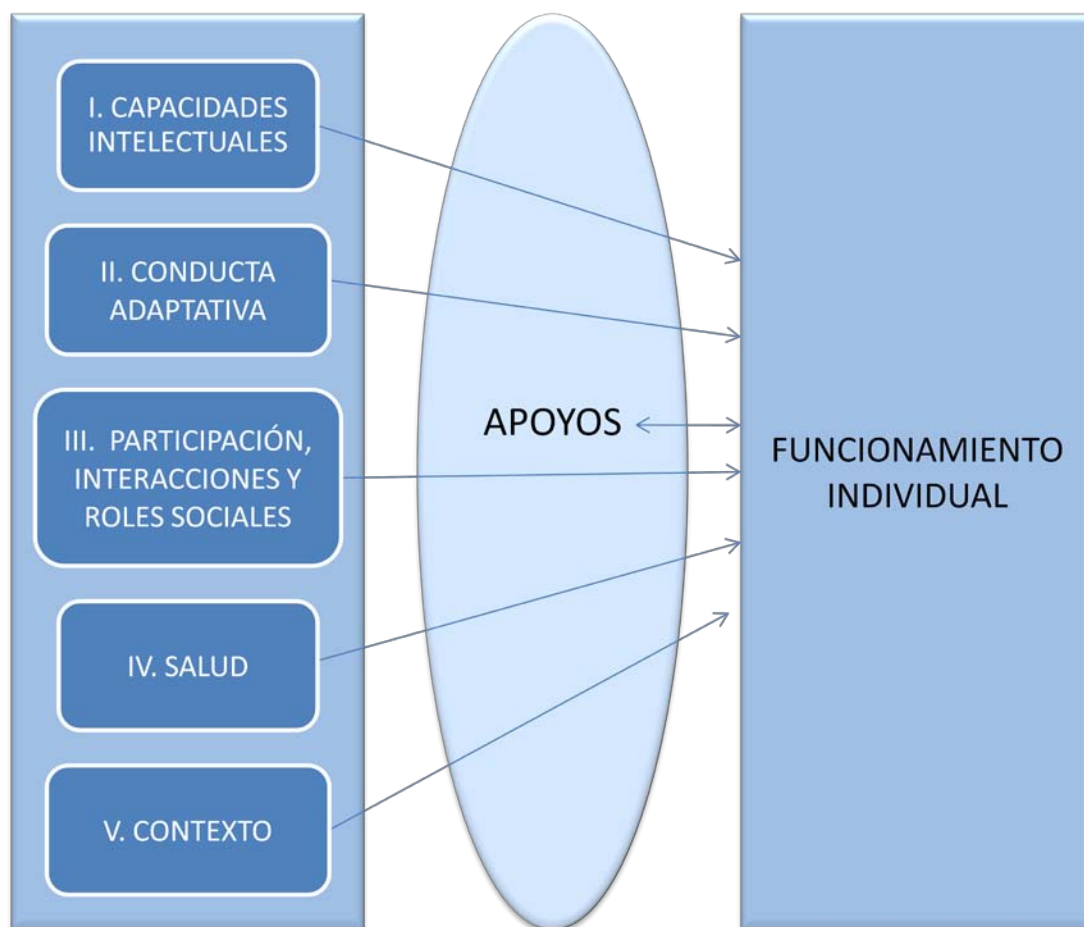 I. CAPACIDADES
INTELECTUALES
II. CONDUCTA
ADAPTATIVA
III. PARTICIPACIÓN,
INTERACCIONES Y
ROLES SOCIALES
IV. SALUD
V. CONTEXTO
APOYOS
FUNCIONAMIENTO
INDIVIDUAL